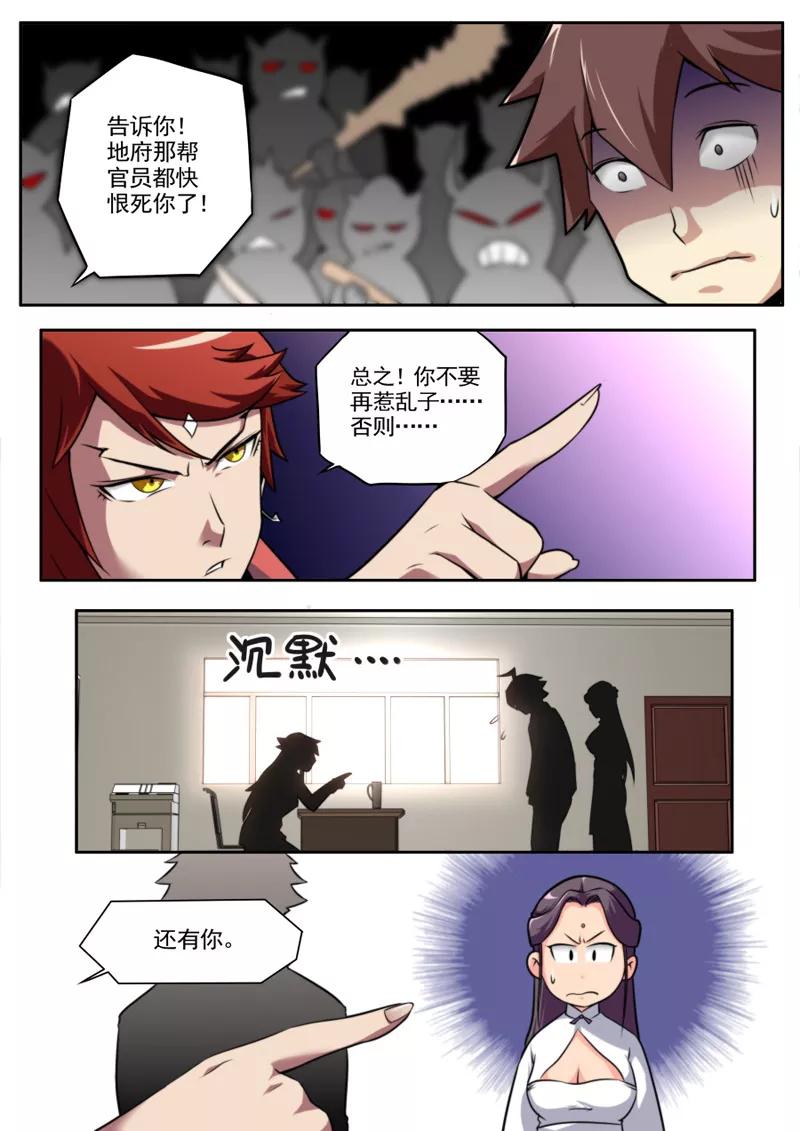 告诉你！
地府那帮
官员都快
恨死你了！
总之！你不要
再惹乱子……
否则……
沉默....
还有你。